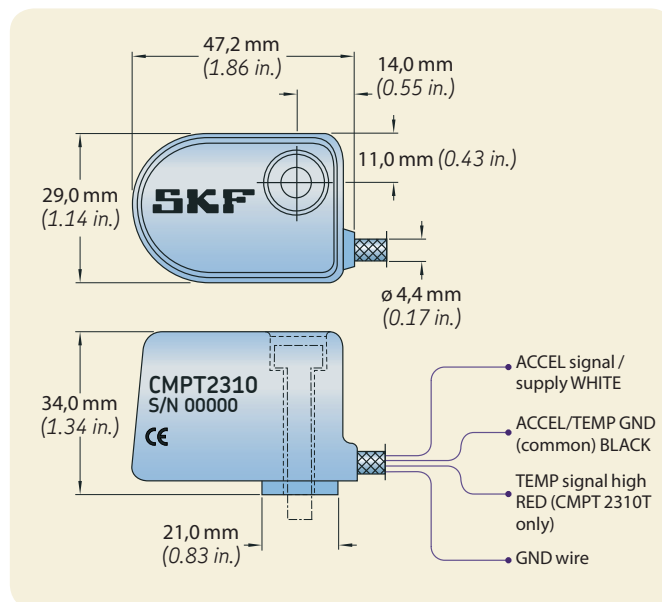 47,2 mm
(1.86 in.)
14,0 mm
(0.55 in.)
11,0 mm (0.43 in.)
29,0 mm
(1.14 in.)
SKF
ø 4,4 mm
(0.17 in.)
34,0 mm
(1.34 in.)
CMPT2310
S/N 00000
CE
21,0 mm
(0.83 in.)
ACCEL signal /
supply WHITE
ACCEL/TEMP GND
(common) BLACK
TEMP signal high
RED (CMPT 2310T
only)
GND wire